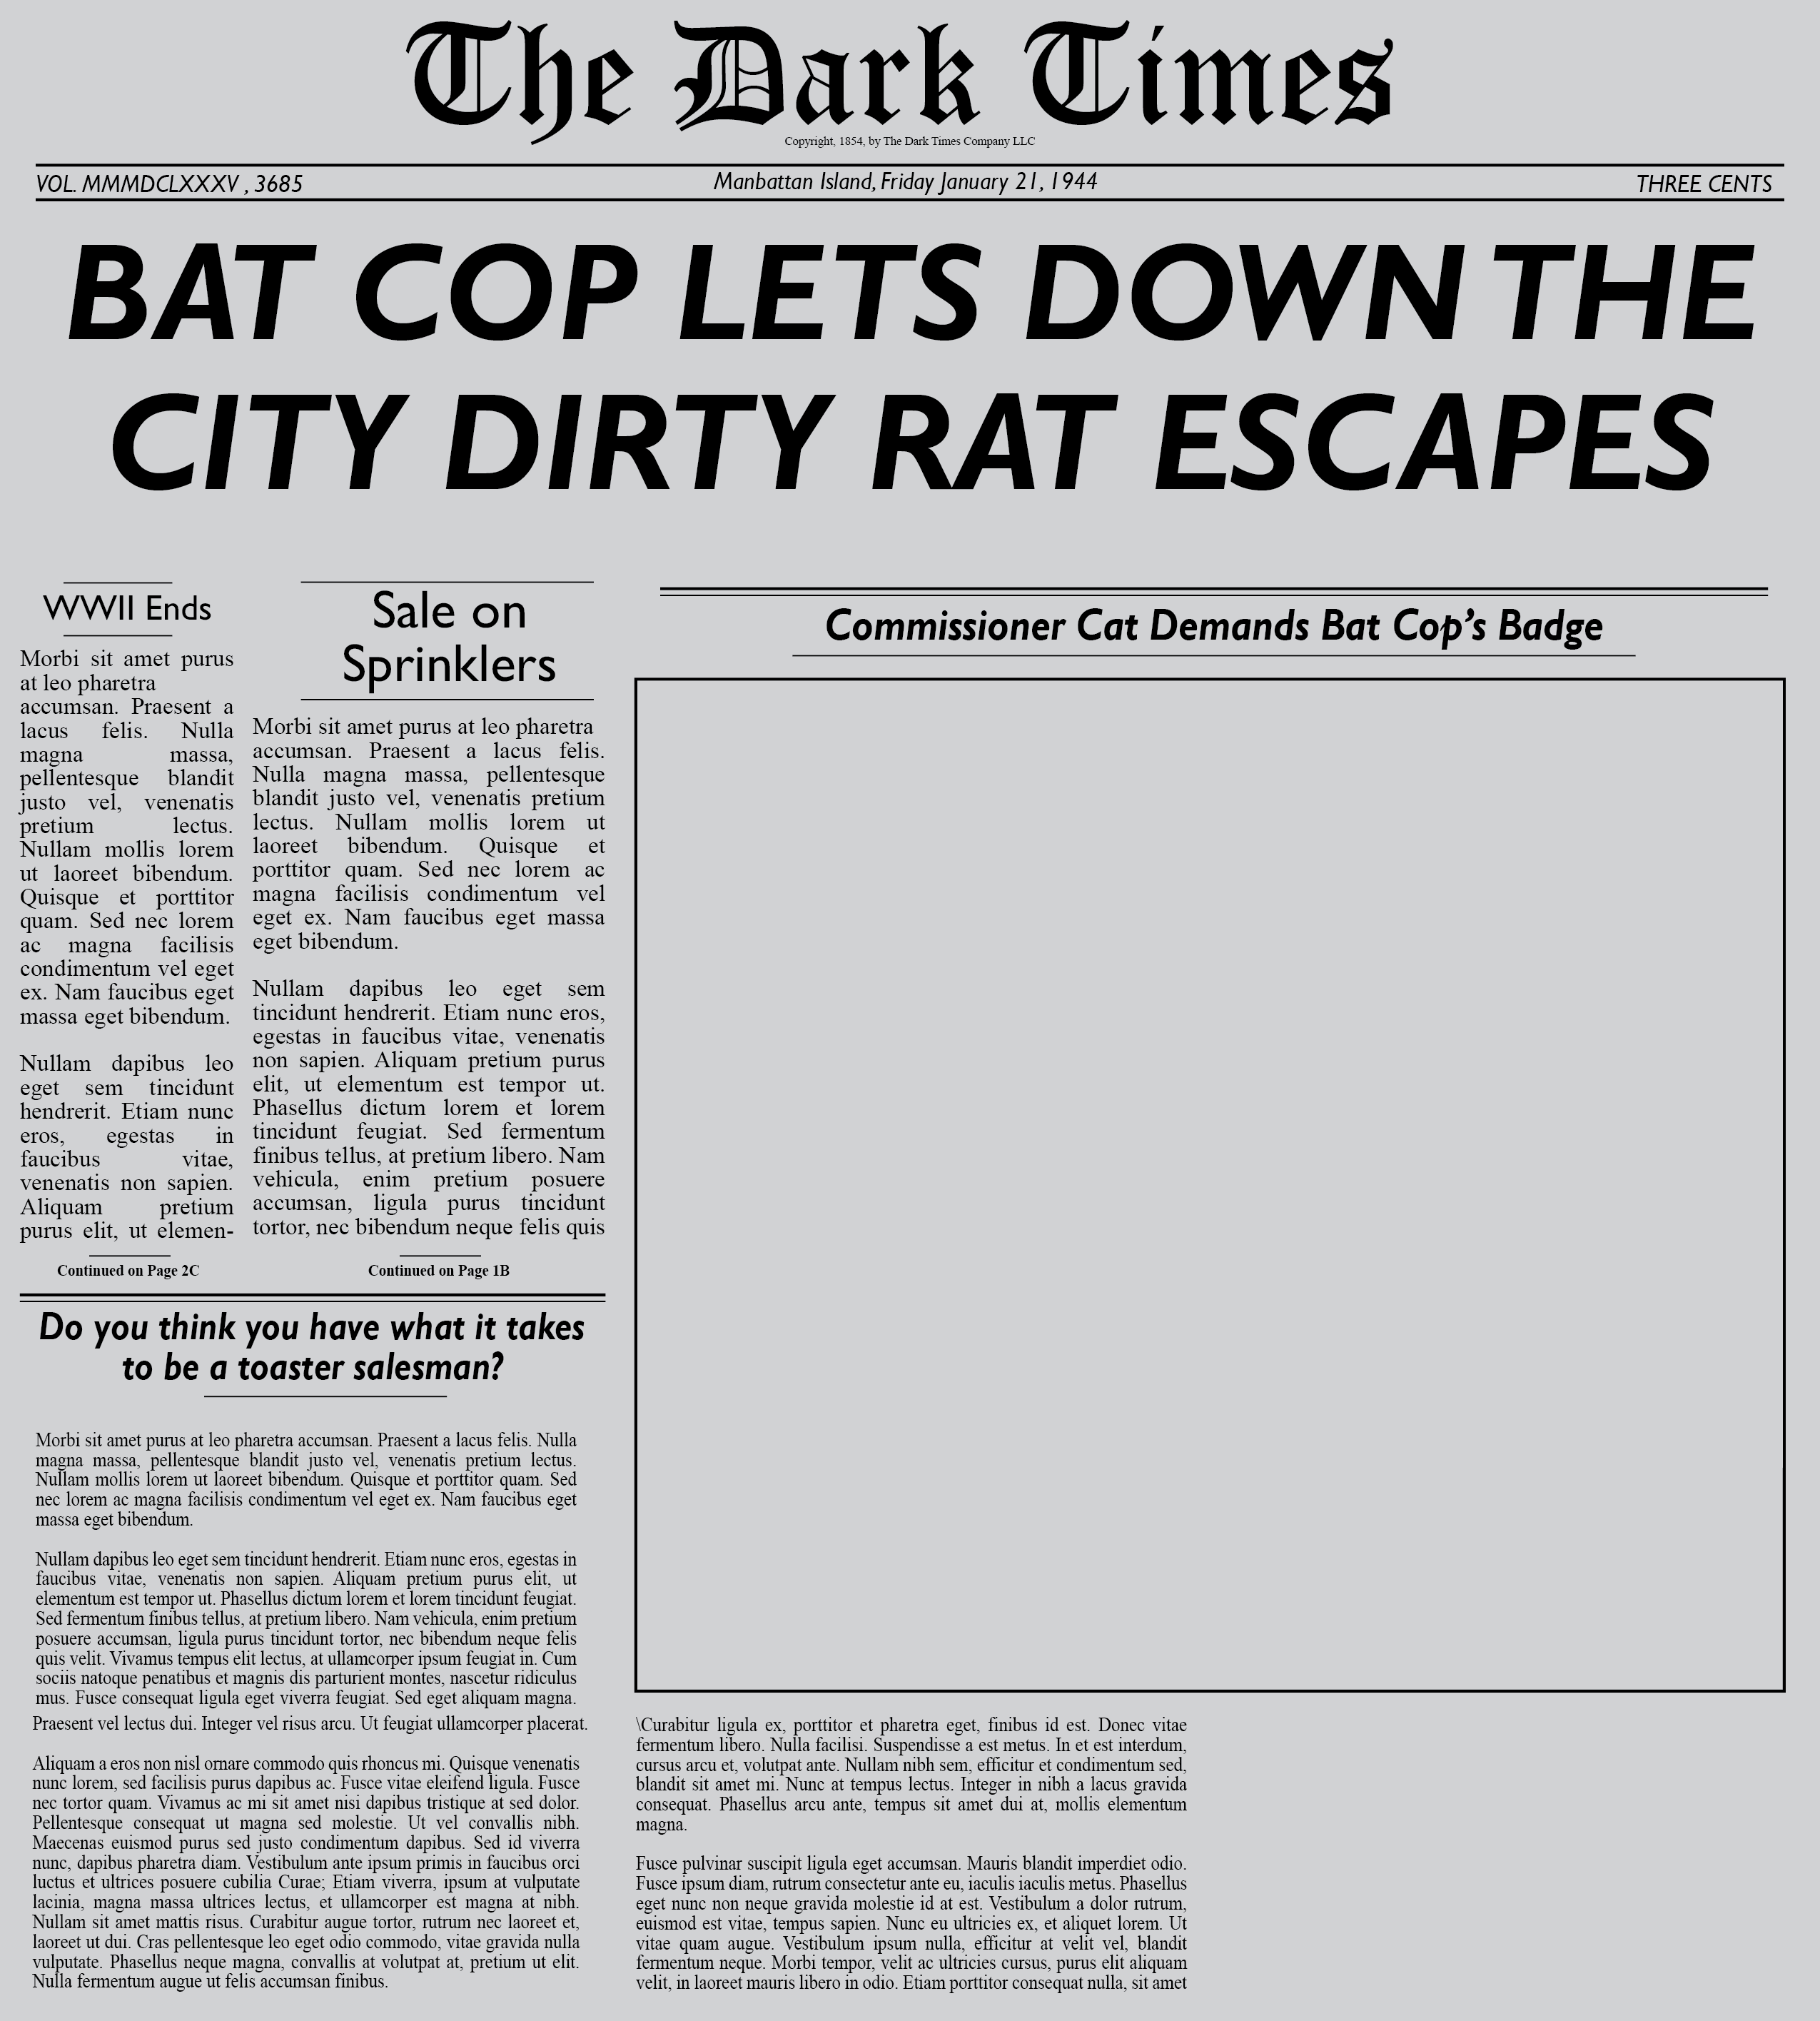 The Dark Times
Copyright, 1854, by The Dark Times Company LLC
VOL. MMMDCLXXXV , 3685
Manbattan Island, Friday January 21, 1944
THREE CENTS
BAT COP LETS DOWN THE
CITY DIRTY RAT ESCAPES
WWII Ends
Morbi sit amet purus
at leo pharetra
accumsan. Praesent a
lacus felis. Nulla
magna massa,
pellentesque blandit
justo vel, venenatis
pretium lectus.
Nullam mollis lorem
ut laoreet bibendum.
Quisque et porttitor
quam. Sed nec lorem
ac magna facilisis
condimentum vel eget
ex. Nam faucibus eget
massa eget bibendum.
Nullam dapibus leo
eget sem tincidunt
hendrerit. Etiam nunc
eros, egestas in
faucibus vitae,
venenatis non sapien.
Aliquam pretium
purus elit, ut elemen-
Continued on Page 2C
Sale on
Sprinklers
Morbi sit amet purus at leo pharetra
accumsan. Praesent a lacus felis.
Nulla magna massa, pellentesque
blandit justo vel, venenatis pretium
lectus. Nullam mollis lorem ut
laoreet bibendum. Quisque et
porttitor quam. Sed nec lorem ac
magna facilisis condimentum vel
eget ex. Nam faucibus eget massa
eget bibendum.
Nullam dapibus leo eget sem
tincidunt hendrerit. Etiam nunc eros,
egestas in faucibus vitae, venenatis
non sapien. Aliquam pretium purus
elit, ut elementum est tempor ut.
Phasellus dictum lorem et lorem
tincidunt feugiat. Sed fermentum
finibus tellus, at pretium libero. Nam
vehicula, enim pretium posuere
accumsan, ligula purus tincidunt
tortor, nec bibendum neque felis quis
Continued on Page 1B
Do you think you have what it takes
to be a toaster salesman?
Morbi sit amet purus at leo pharetra accumsan. Praesent a lacus felis. Nulla
magna massa, pellentesque blandit justo vel, venenatis pretium lectus.
Nullam mollis lorem ut laoreet bibendum. Quisque et porttitor quam. Sed
nec lorem ac magna facilisis condimentum vel eget ex. Nam faucibus eget
massa eget bibendum.
Nullam dapibus leo eget sem tincidunt hendrerit. Etiam nunc eros, egestas in
faucibus vitae, venenatis non sapien. Aliquam pretium purus elit, ut
elementum est tempor ut. Phasellus dictum lorem et lorem tincidunt feugiat.
Sed fermentum finibus tellus, at pretium libero. Nam vehicula, enim pretium
posuere accumsan, ligula purus tincidunt tortor, nec bibendum neque felis
quis velit. Vivamus tempus elit lectus, at ullamcorper ipsum feugiat in. Cum
sociis natoque penatibus et magnis dis parturient montes, nascetur ridiculus
mus. Fusce consequat ligula eget viverra feugiat. Sed eget aliquam magna.
Praesent vel lectus dui. Integer vel risus arcu. Ut feugiat ullamcorper placerat.
Aliquam a eros non nisl ornare commodo quis rhoncus mi. Quisque venenatis
nunc lorem, sed facilisis purus dapibus ac. Fusce vitae eleifend ligula. Fusce
nec tortor quam. Vivamus ac mi sit amet nisi dapibus tristique at sed dolor.
Pellentesque consequat ut magna sed molestie. Ut vel convallis nibh.
Maecenas euismod purus sed justo condimentum dapibus. Sed id viverra
nunc, dapibus pharetra diam. Vestibulum ante ipsum primis in faucibus orci
luctus et ultrices posuere cubilia Curae; Etiam viverra, ipsum at vulputate
lacinia, magna massa ultrices lectus, et ullamcorper est magna at nibh.
Nullam sit amet mattis risus. Curabitur augue tortor, rutrum nec laoreet et,
laoreet ut dui. Cras pellentesque leo eget odio commodo, vitae gravida nulla
vulputate. Phasellus neque magna, convallis at volutpat at, pretium ut elit.
Nulla fermentum augue ut felis accumsan finibus.
Commissioner Cat Demands Bat Cop’s Badge
\Curabitur ligula ex, porttitor et pharetra eget, finibus id est. Donec vitae
fermentum libero. Nulla facilisi. Suspendisse a est metus. In et est interdum,
cursus arcu et, volutpat ante. Nullam nibh sem, efficitur et condimentum sed,
blandit sit amet mi. Nunc at tempus lectus. Integer in nibh a lacus gravida
consequat. Phasellus arcu ante, tempus sit amet dui at, mollis elementum
magna.
Fusce pulvinar suscipit ligula eget accumsan. Mauris blandit imperdiet odio.
Fusce ipsum diam, rutrum consectetur ante eu, iaculis iaculis metus. Phasellus
eget nunc non neque gravida molestie id at est. Vestibulum a dolor rutrum,
euismod est vitae, tempus sapien. Nunc eu ultricies ex, et aliquet lorem. Ut
vitae quam augue. Vestibulum ipsum nulla, efficitur at velit vel, blandit
fermentum neque. Morbi tempor, velit ac ultricies cursus, purus elit aliquam
velit, in laoreet mauris libero in odio. Etiam porttitor consequat nulla, sit amet